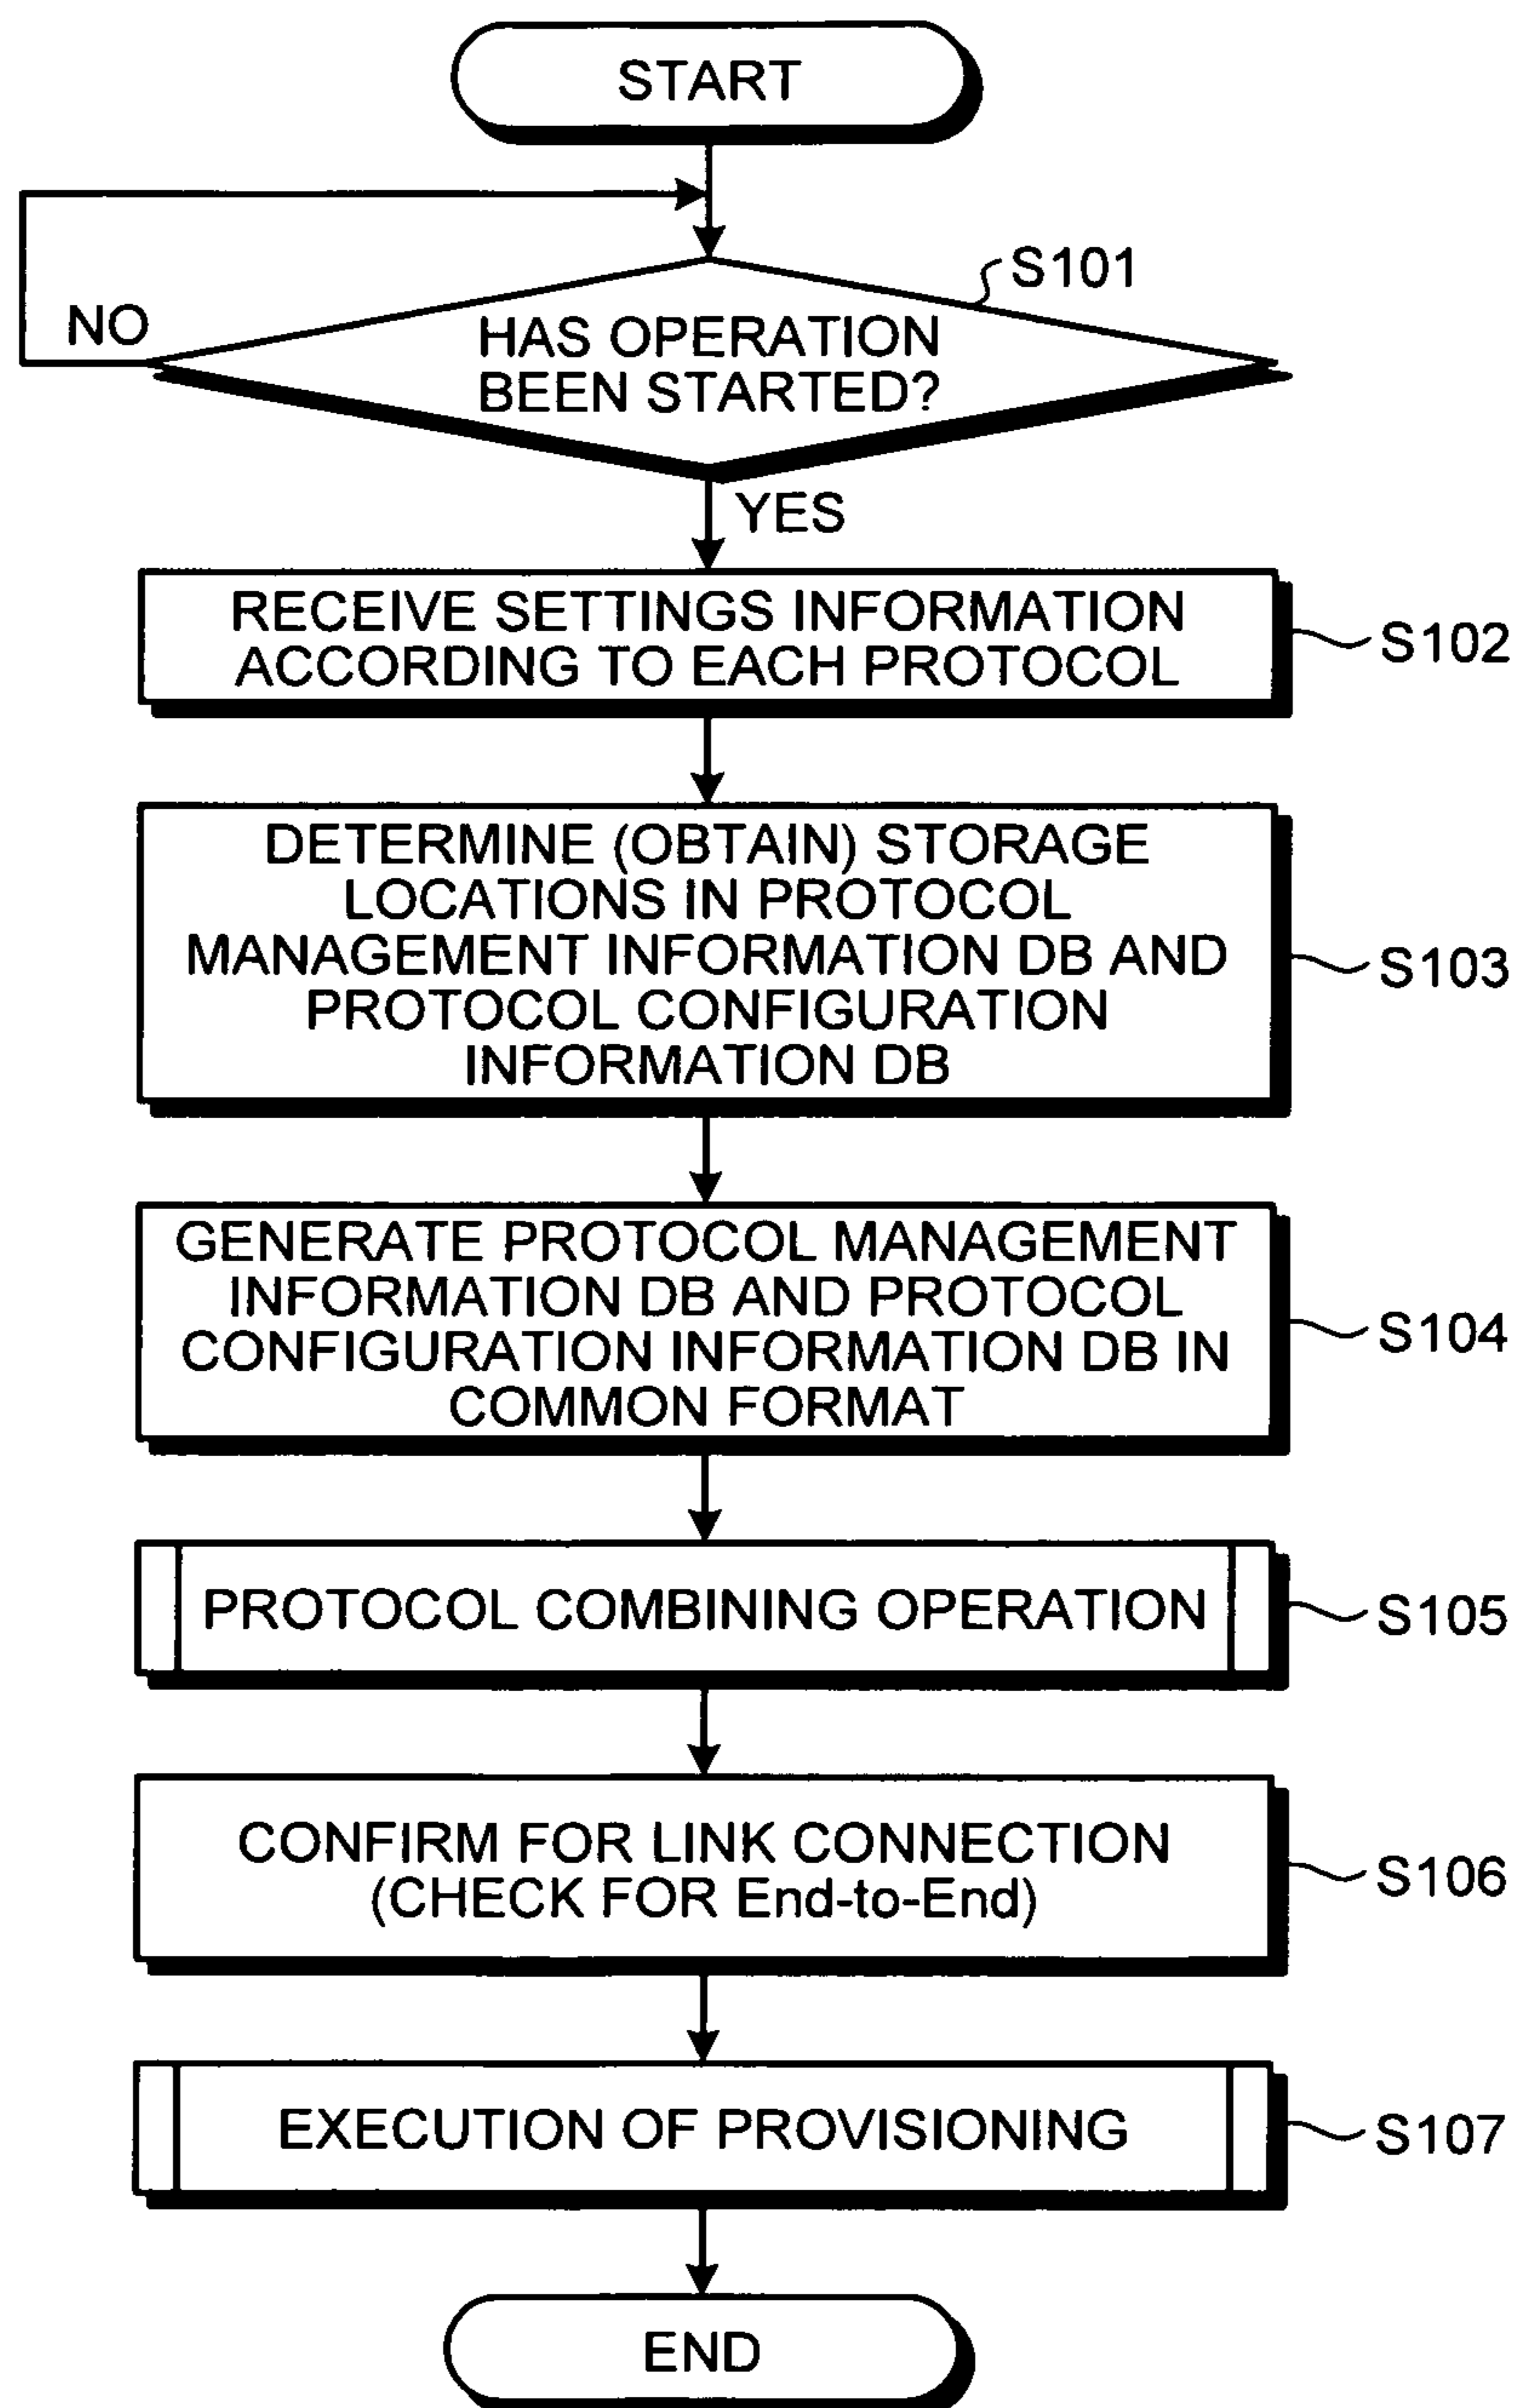 START
S101
NO
HAS OPERATION
BEEN STARTED?
YES
RECEIVE SETTINGS INFORMATION
ACCORDING TO EACH PROTOCOL
S102
DETERMINE (OBTAIN) STORAGE
LOCATIONS IN PROTOCOL
MANAGEMENT INFORMATION DB AND
PROTOCOL CONFIGURATION
INFORMATION DB
S103
GENERATE PROTOCOL MANAGEMENT
INFORMATION DB AND PROTOCOL
CONFIGURATION INFORMATION DB IN
COMMON FORMAT
S104
PROTOCOL COMBINING OPERATION
S105
CONFIRM FOR LINK CONNECTION
(CHECK FOR End-to-End)
S106
EXECUTION OF PROVISIONING
S107
END